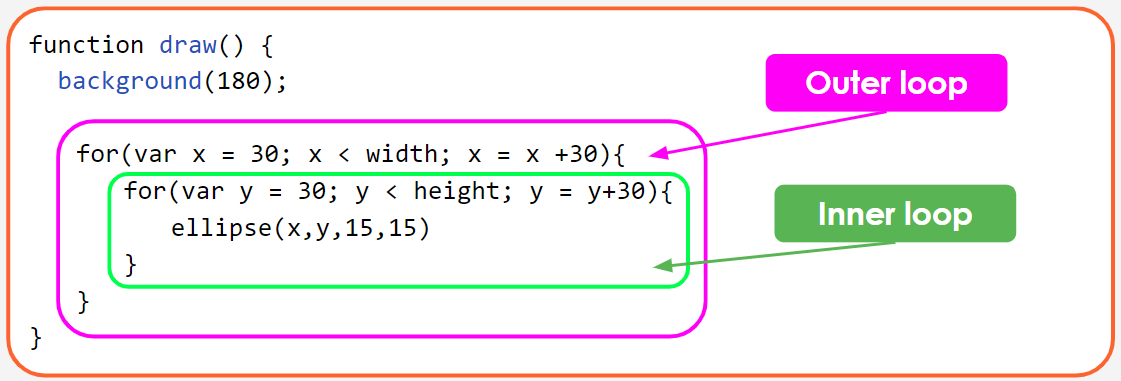 function draw() {
background(180);
Outer loop
for(var x = 30; x < width; x = x +30){
for(var y = 30; y < height; y = y+30){
Inner loop
ellipse(x,y,15,15)
}
}
}